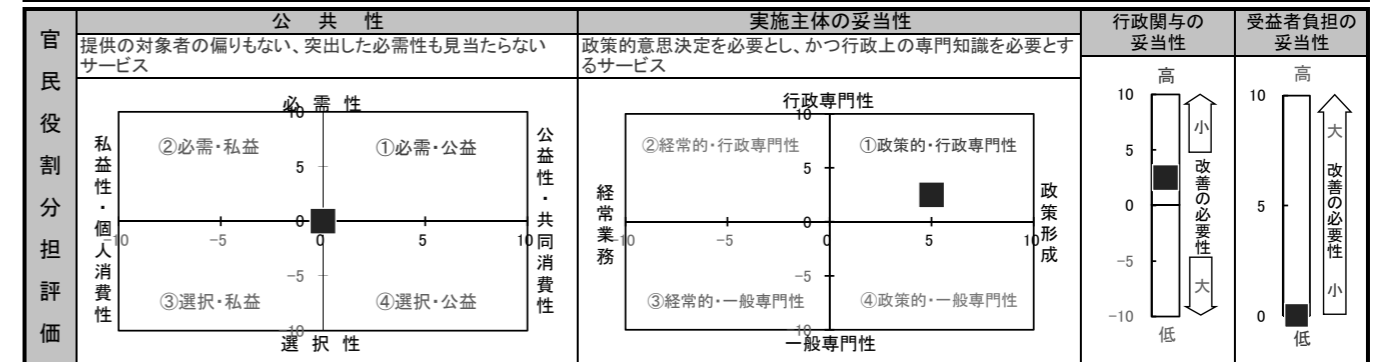 官民役割分担評価
公共性
提供の対象者の偏りもない、突出した必需性も見当たらない
サービス
必需性
10
②必需・私益
①必需・公益
5
私益性・個人消費性
公益性・共同消費性
-10
-5
0
0
5
10
-5
③選択・私益
④選択・公益
-10
選択性
実施主体の妥当性
政策的意思決定を必要とし、かつ行政上の専門知識を必要とす
るサービス
行政専門性
10
②経常的・行政専門性
①政策的・行政専門性
5
経常業務
政策形成
-10
-5
0
0
5
10
-5
③経常的・一般専門性
④政策的・一般専門性
-10
一般専門性
行政関与の
妥当性
高
10
5
0
-5
-10
小
改善の必要性
大
低
受益者負担の
妥当性
高
10
5
0
大
改善の必要性
小
低